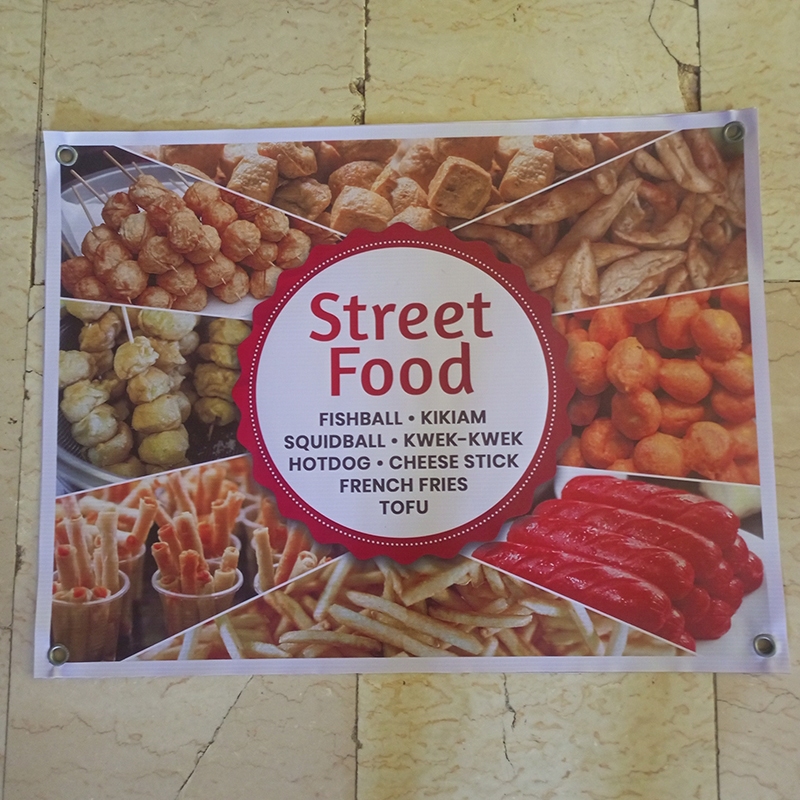 Street
Food
FISHBALL • KIKIAM
SQUIDBALL • KWEK-KWEK
HOTDOG • CHEESE STICK
FRENCH FRIES
TOFU